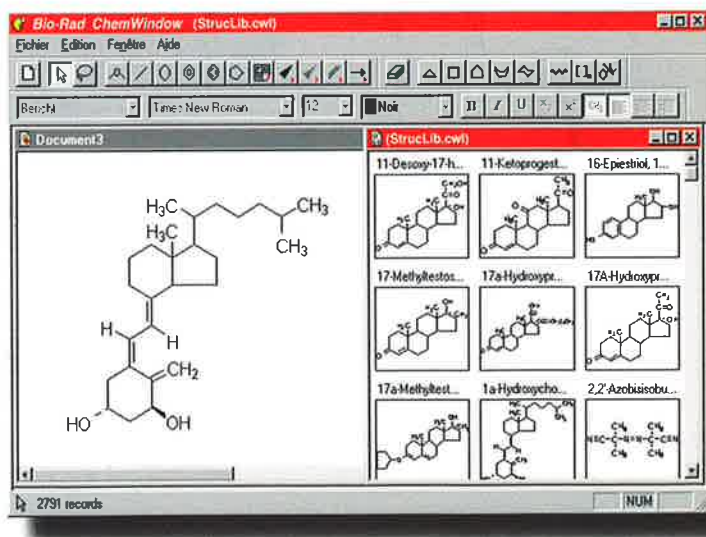 Bio-Rad ChemWindow (StrucLib.cwl)
Fichier Edition Fenêtre Aide
Times New Roman 12 Noir B I U
Document3
H₃C
CH₃
H₃C
CH₃
H
H
CH₂
HO
OH
(StrucLib.cwl)
11-Desoxy-17-h... 11-Ketoprogest... 16-Epiestriol, 1...
17-Methyltestos... 17a-Hydroxypr... 17A-Hydroxypr...
17a-Methyltest... 1a-Hydroxycho... 2,2'-Azobisisobu...
2791 records
NUM